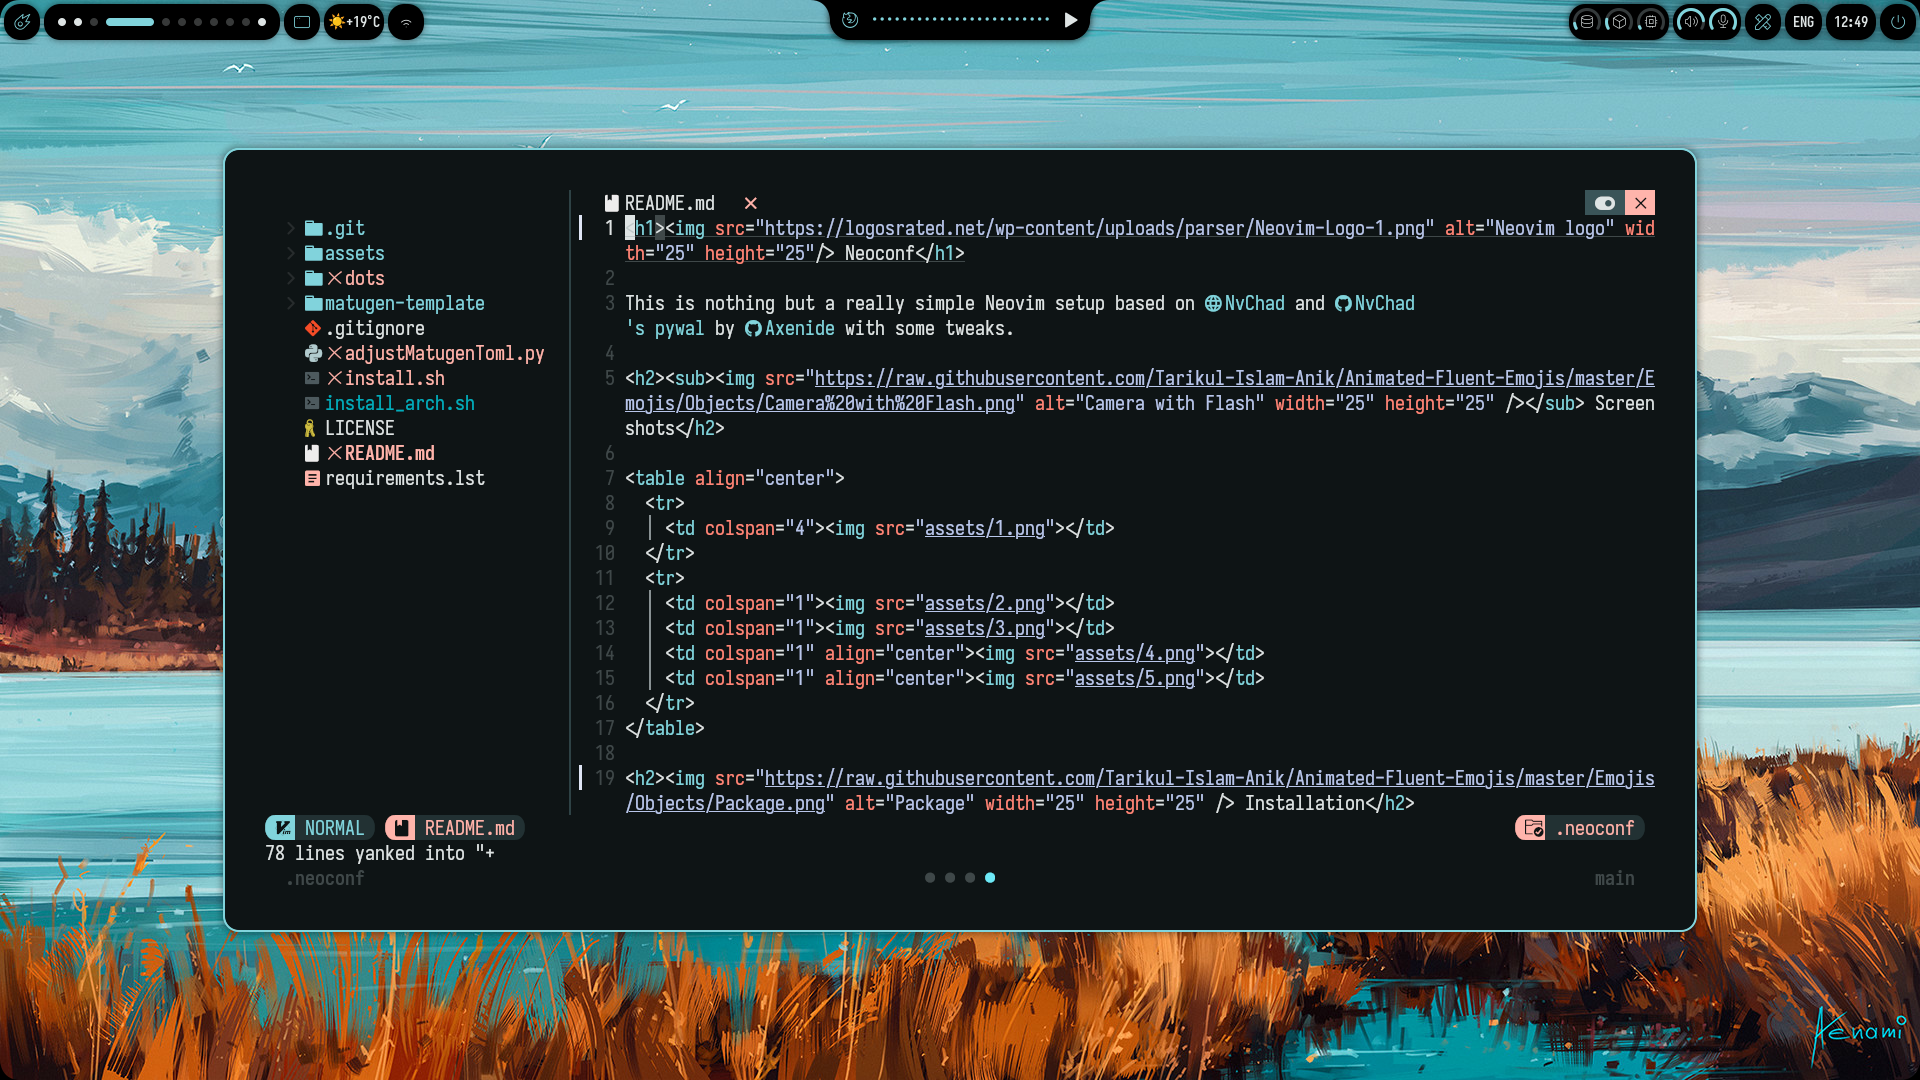 +19°C
ENG
12:49
README.md
.git
assets
dots
matugen-template
.gitignore
adjustMatugenToml.py
install.sh
install_arch.sh
LICENSE
README.md
requirements.lst
1 <h1><img src="https://logosrated.net/wp-content/uploads/parser/Neovim-Logo-1.png" alt="Neovim logo" wid
th="25" height="25"/> Neoconf</h1>
2
3 This is nothing but a really simple Neovim setup based on NvChad and NvChad
's pywal by Axenide with some tweaks.
4
5 <h2><sub><img src="https://raw.githubusercontent.com/Tarikul-Islam-Anik/Animated-Fluent-Emojis/master/E
mojis/Objects/Camera%20with%20Flash.png" alt="Camera with Flash" width="25" height="25" /></sub> Screen
shots</h2>
6
7 <table align="center">
8 <tr>
9 <td colspan="4"><img src="assets/1.png"></td>
10 </tr>
11 <tr>
12 <td colspan="1"><img src="assets/2.png"></td>
13 <td colspan="1"><img src="assets/3.png"></td>
14 <td colspan="1" align="center"><img src="assets/4.png"></td>
15 <td colspan="1" align="center"><img src="assets/5.png"></td>
16 </tr>
17 </table>
18
19 <h2><img src="https://raw.githubusercontent.com/Tarikul-Islam-Anik/Animated-Fluent-Emojis/master/Emojis
/Objects/Package.png" alt="Package" width="25" height="25" /> Installation</h2>
NORMAL README.md .neoconf
78 lines yanked into "+
.neoconf main
Aenami